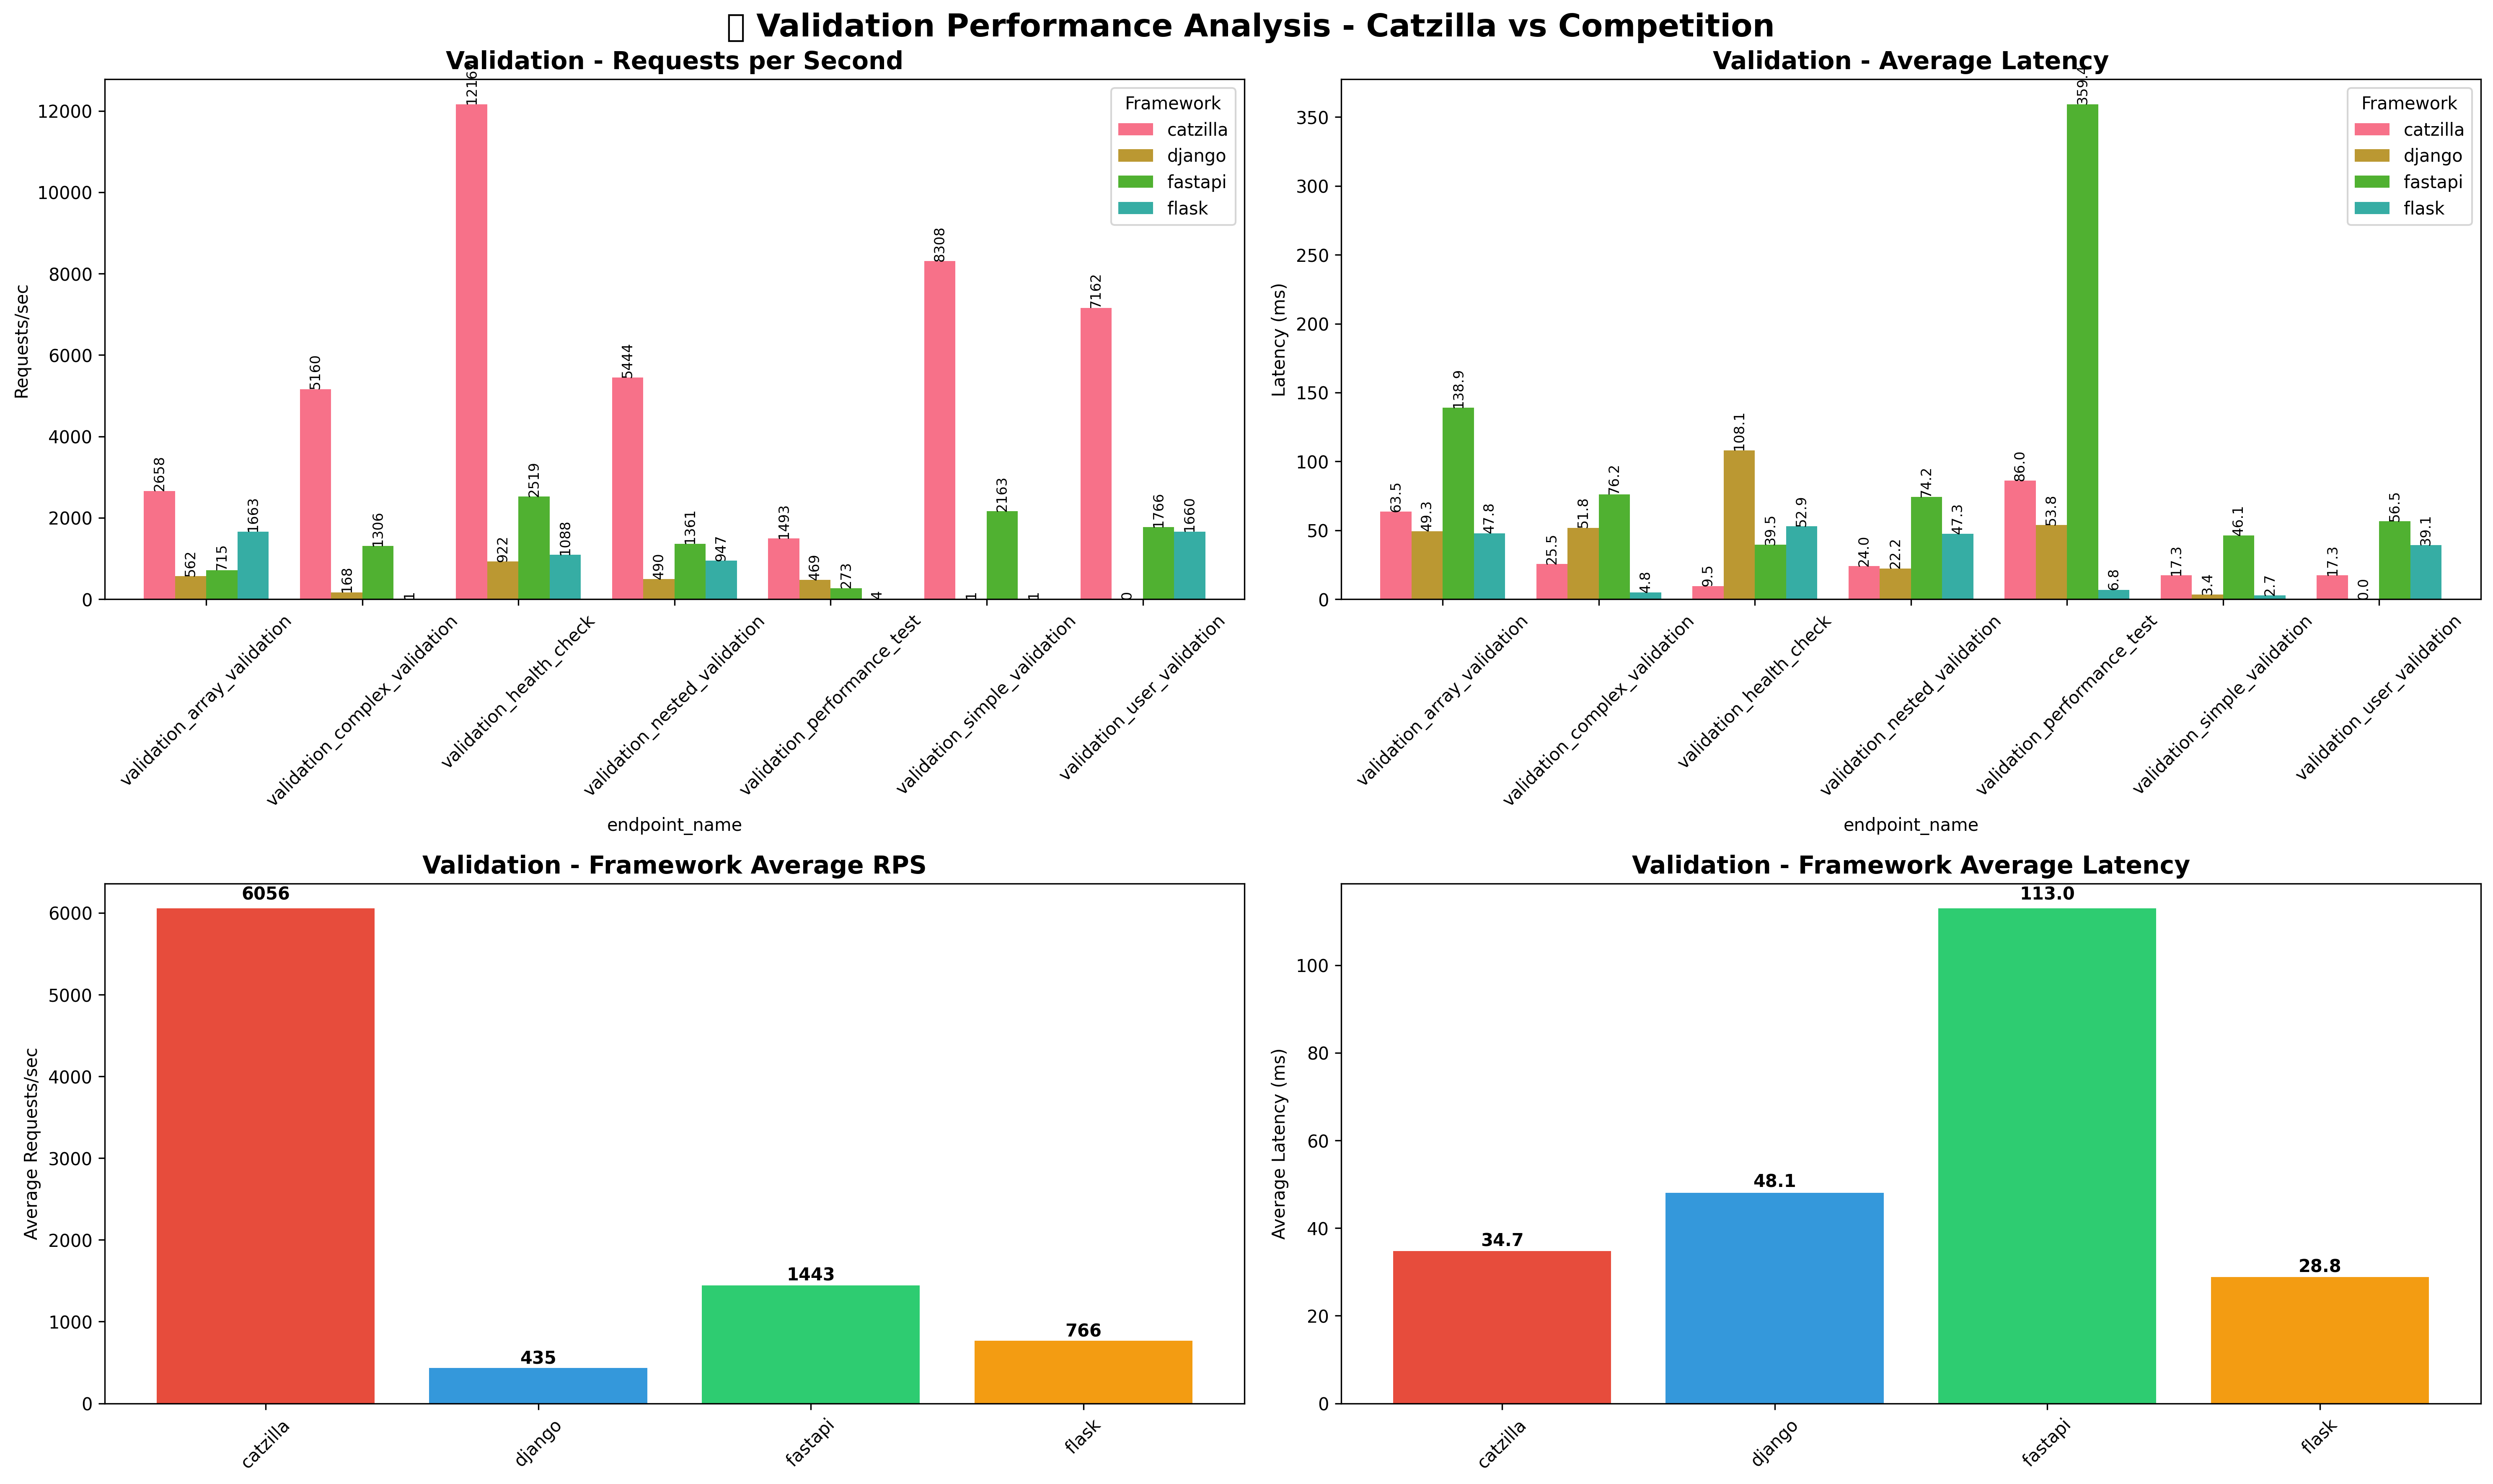 Validation Performance Analysis - Catzilla vs Competition
Validation - Requests per Second
Requests/sec
12000
10000
8000
6000
4000
2000
0
2658
562
715
1663
5160
168
1306
1
922
2519
1088
5444
490
1361
947
1493
469
273
4
8308
1
2163
1
7162
0
1766
1660
Framework
catzilla
django
fastapi
flask
validation_array_validation
validation_complex_validation
validation_health_check
validation_nested_validation
validation_performance_test
validation_simple_validation
validation_user_validation
endpoint_name
Validation - Average Latency
Latency (ms)
350
300
250
200
150
100
50
0
63.5
49.3
138.9
47.8
25.5
51.8
76.2
4.8
9.5
108.1
39.5
52.9
24.0
22.2
74.2
47.3
86.0
53.8
359.4
6.8
17.3
3.4
46.1
2.7
17.3
0.0
56.5
39.1
Framework
catzilla
django
fastapi
flask
validation_array_validation
validation_complex_validation
validation_health_check
validation_nested_validation
validation_performance_test
validation_simple_validation
validation_user_validation
endpoint_name
Validation - Framework Average RPS
Average Requests/sec
6000
5000
4000
3000
2000
1000
0
6056
435
1443
766
catzilla
django
fastapi
flask
Validation - Framework Average Latency
Average Latency (ms)
100
80
60
40
20
0
34.7
48.1
113.0
28.8
catzilla
django
fastapi
flask